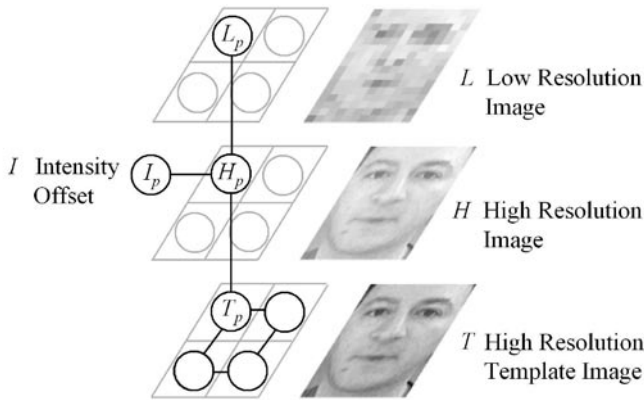 L_p
L Low Resolution
Image
I Intensity
Offset
I_p
H_p
H High Resolution
Image
T_p
T High Resolution
Template Image